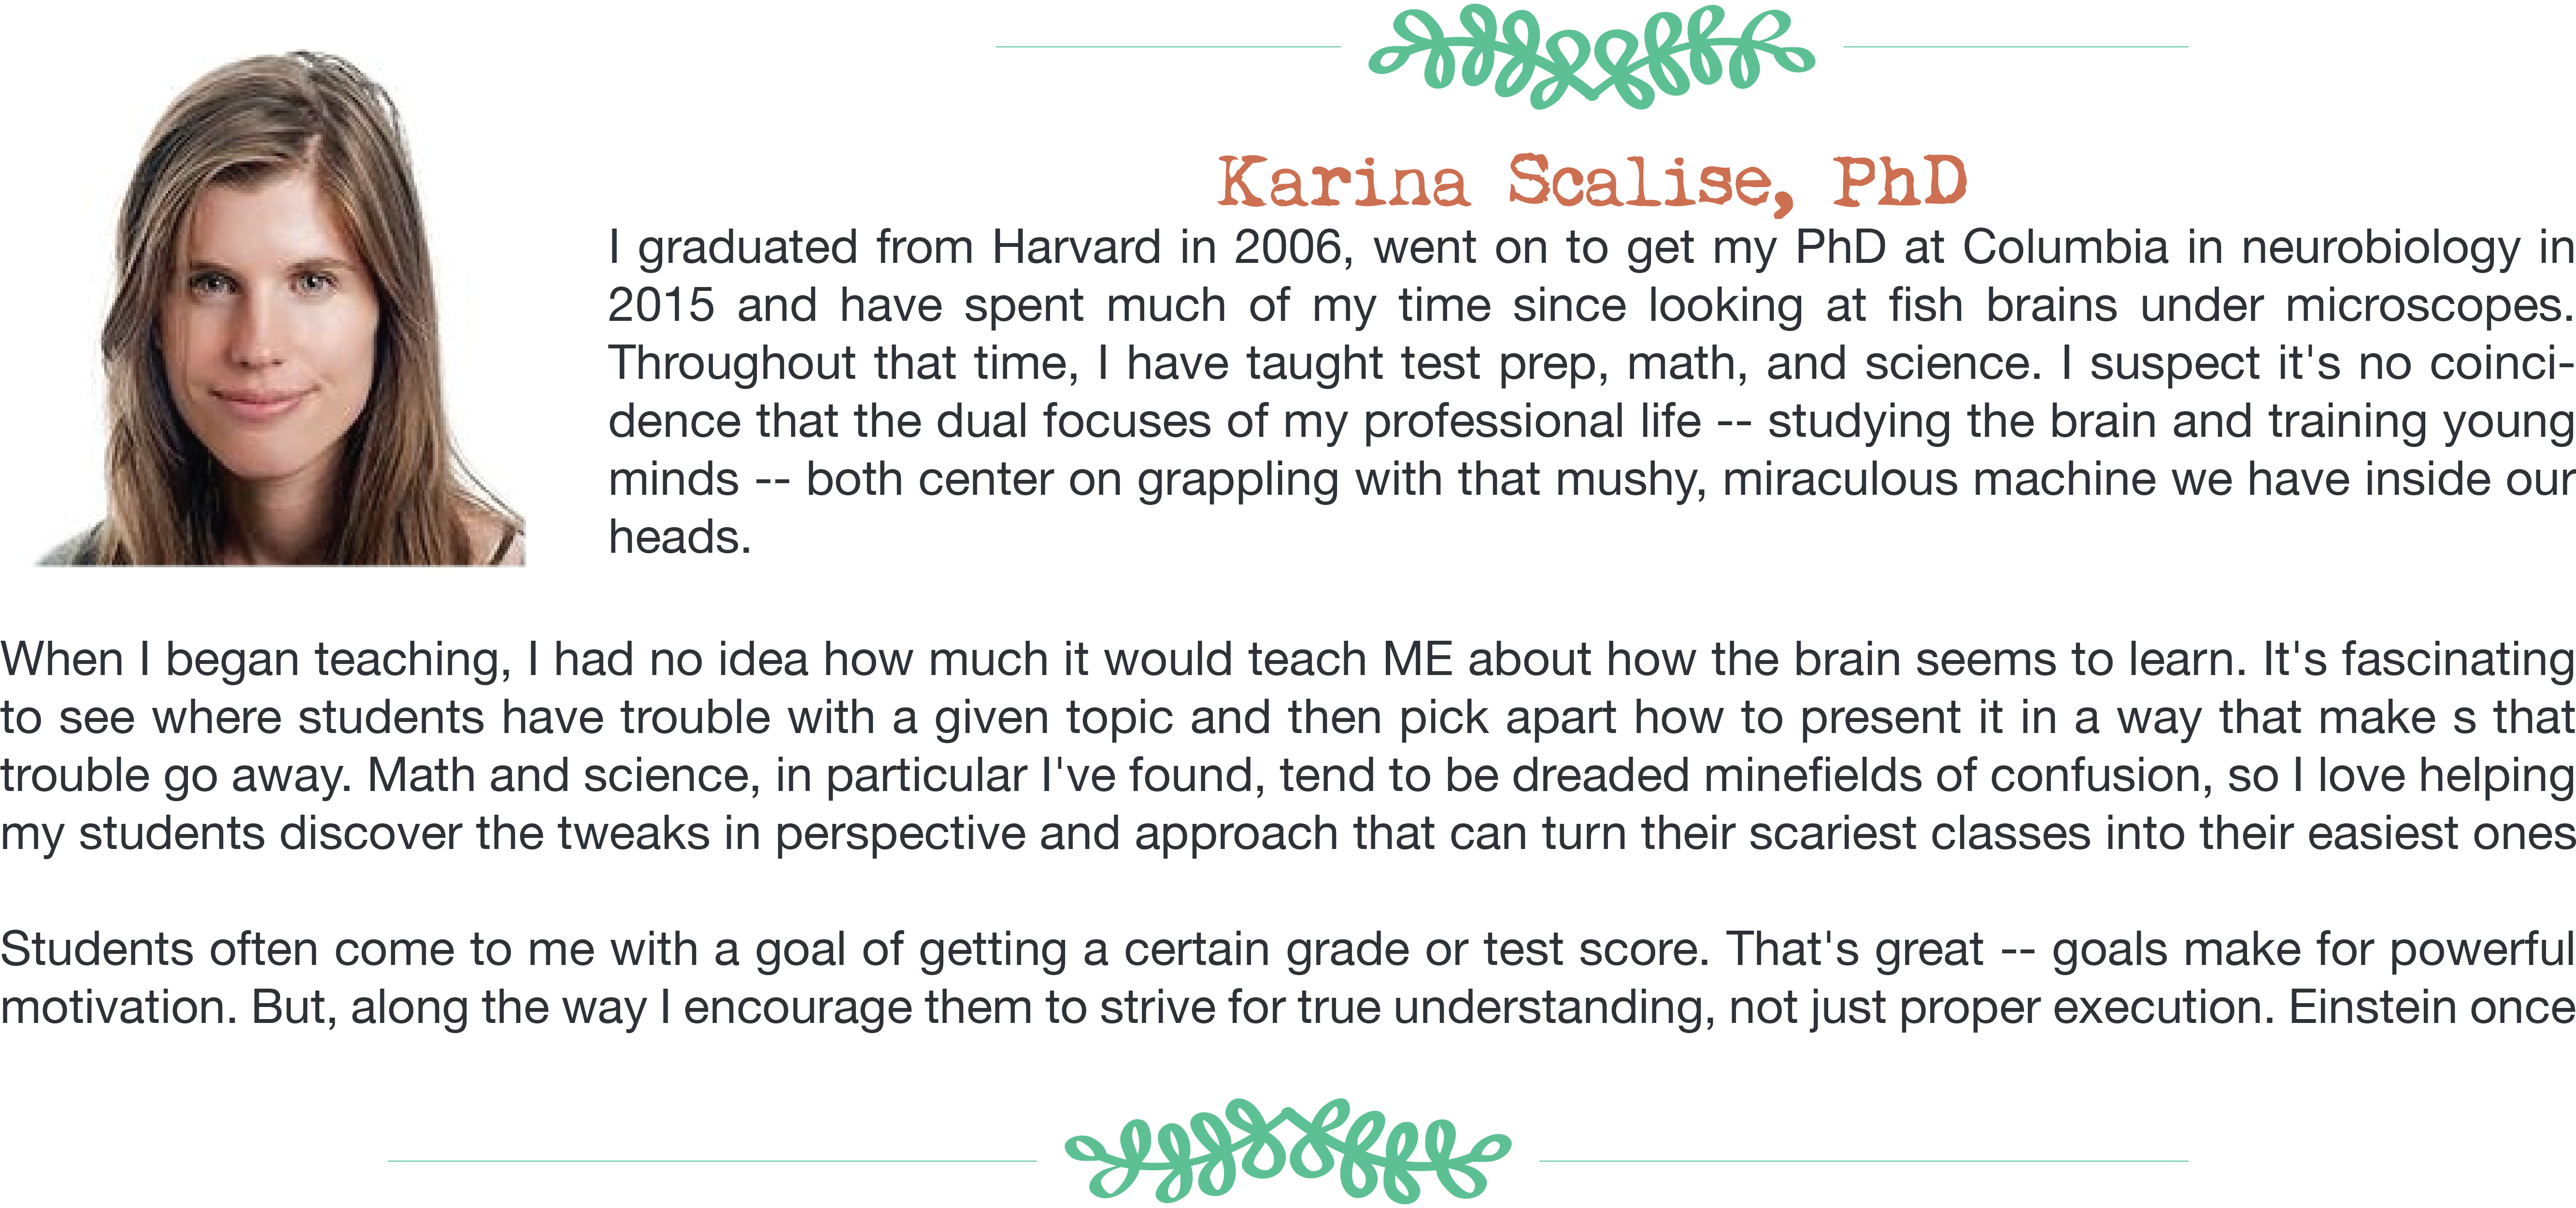 Karina Scalise, PhD
I graduated from Harvard in 2006, went on to get my PhD at Columbia in neurobiology in
2015 and have spent much of my time since looking at fish brains under microscopes.
Throughout that time, I have taught test prep, math, and science. I suspect it's no coinci-
dence that the dual focuses of my professional life -- studying the brain and training young
minds -- both center on grappling with that mushy, miraculous machine we have inside our
heads.
When I began teaching, I had no idea how much it would teach ME about how the brain seems to learn. It's fascinating
to see where students have trouble with a given topic and then pick apart how to present it in a way that make s that
trouble go away. Math and science, in particular I've found, tend to be dreaded minefields of confusion, so I love helping
my students discover the tweaks in perspective and approach that can turn their scariest classes into their easiest ones
Students often come to me with a goal of getting a certain grade or test score. That's great -- goals make for powerful
motivation. But, along the way I encourage them to strive for true understanding, not just proper execution. Einstein once